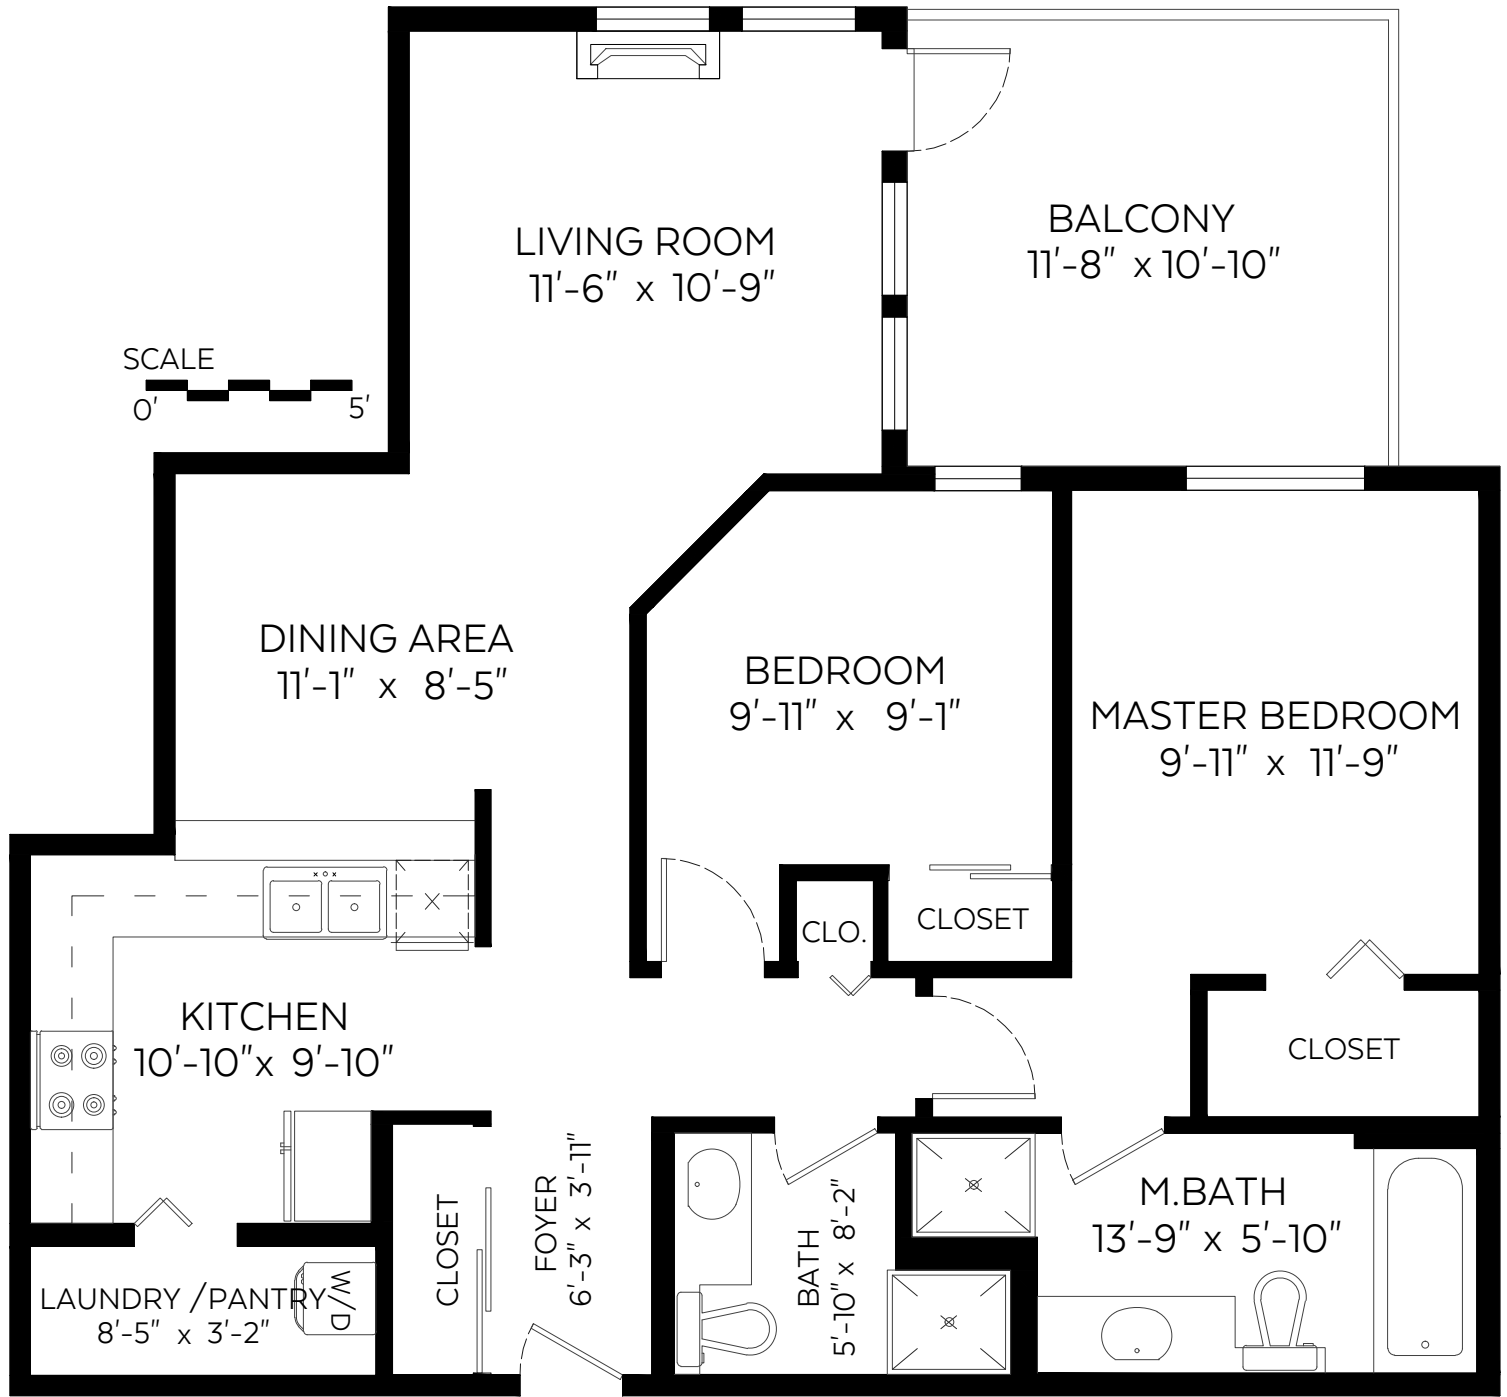 LIVING ROOM
11'-6" x 10'-9"
BALCONY
11'-8" x 10'-10"
SCALE
0' 5'
DINING AREA
11'-1" x 8'-5"
BEDROOM
9'-11" x 9'-1"
MASTER BEDROOM
9'-11" x 11'-9"
CLO.
CLOSET
KITCHEN
10'-10"x 9'-10"
CLOSET
CLOSET
FOYER
6'-3" x 3'-11"
BATH
5'-10" x 8'-2"
M.BATH
13'-9" x 5'-10"
LAUNDRY /PANTRY
8'-5" x 3'-2"
W/D